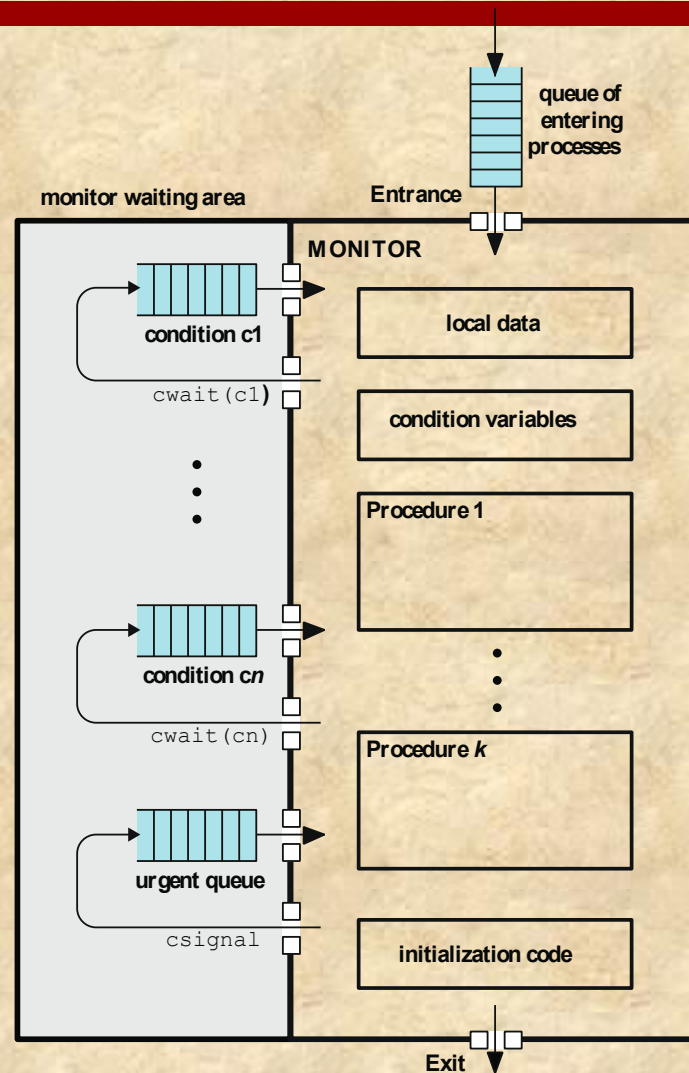 queue of
entering
processes
monitor waiting area
Entrance
MONITOR
condition c1
local data
cwait(c1)
condition variables
Procedure 1
condition cn
cwait(cn)
Procedure k
urgent queue
csignal
initialization code
Exit